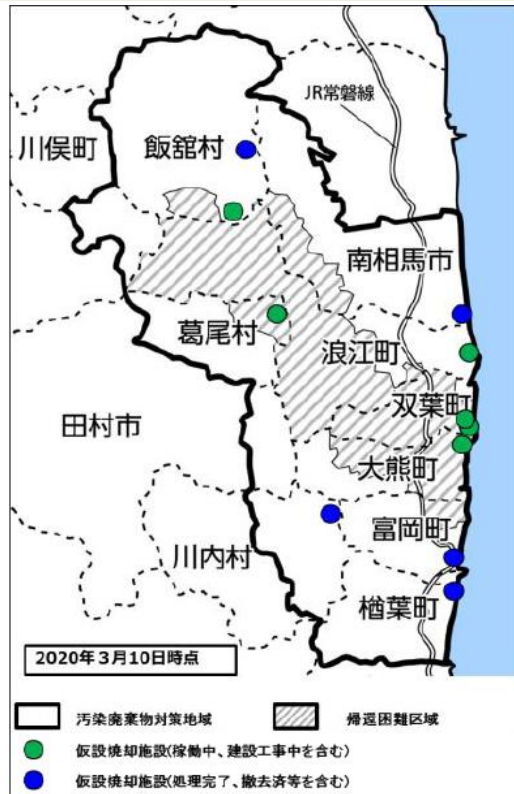 JR常磐線
川俣町
飯舘村
南相馬市
葛尾村
浪江町
双葉町
田村市
大熊町
富岡町
川内村
楢葉町
2020年3月10日時点
汚染廃棄物対策地域
帰還困難区域
仮設焼却施設(稼働中、建設工事中を含む)
仮設焼却施設(処理完了、撤去済等を含む)